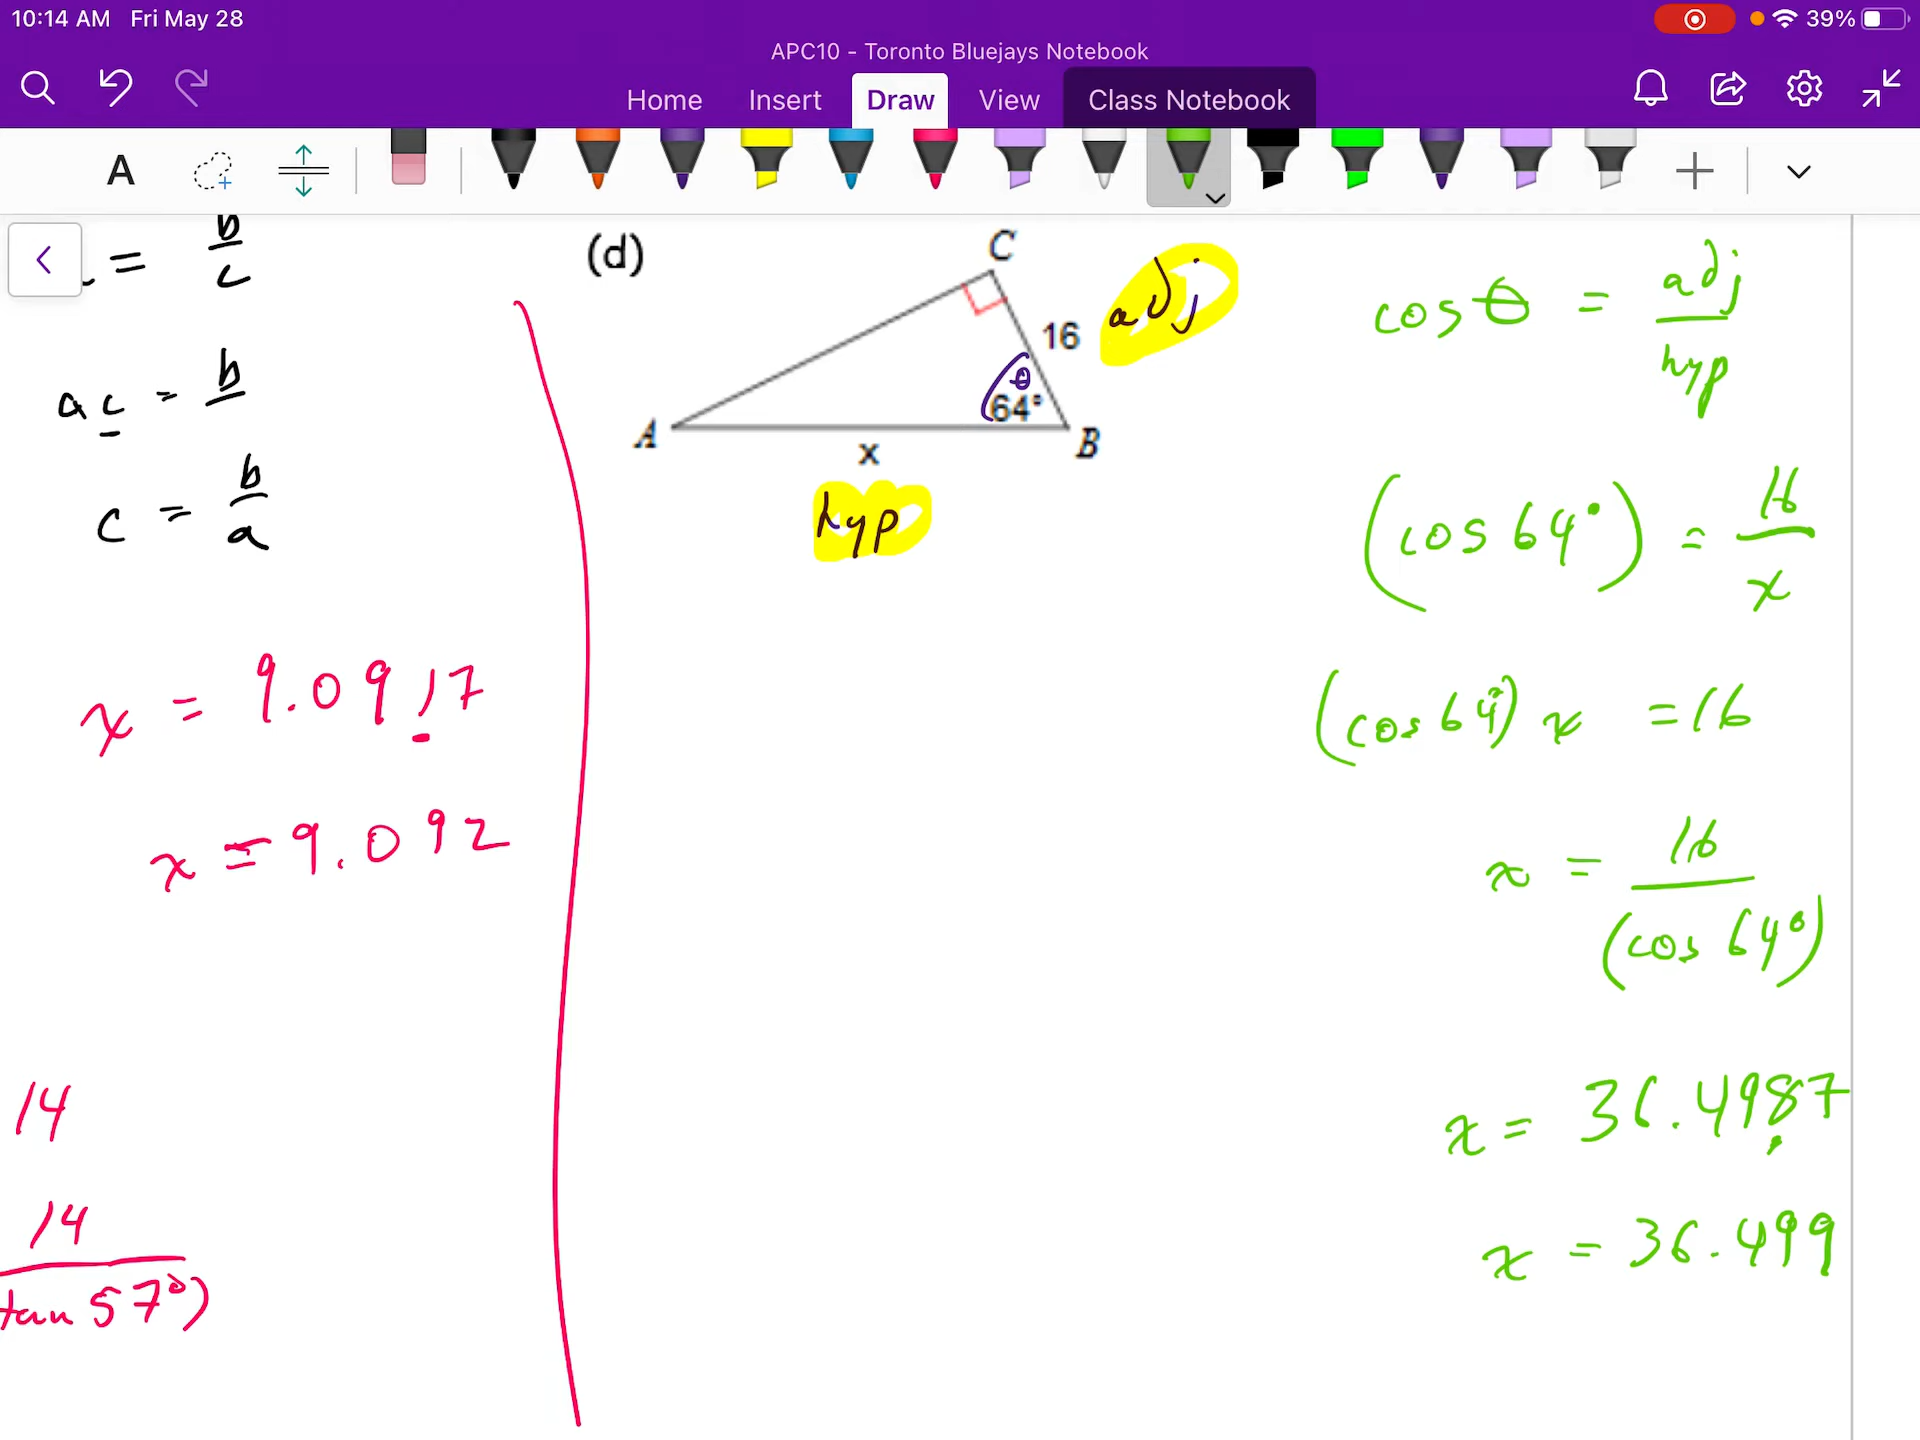 10:14 AM Fri May 28
39%
APC10 - Toronto Bluejays Notebook
Home Insert Draw View Class Notebook
A
= b/c
ac = b
c = b/a
x = 9.0917
x = 9.092
14
14
tan 57°)
(d)
C
adj
16
θ
64°
A
x
B
hyp
cos θ = adj/hyp
(cos 64°) = 16/x
(cos 64°) x = 16
x = 16/(cos 64°)
x = 36.4987
x = 36.499